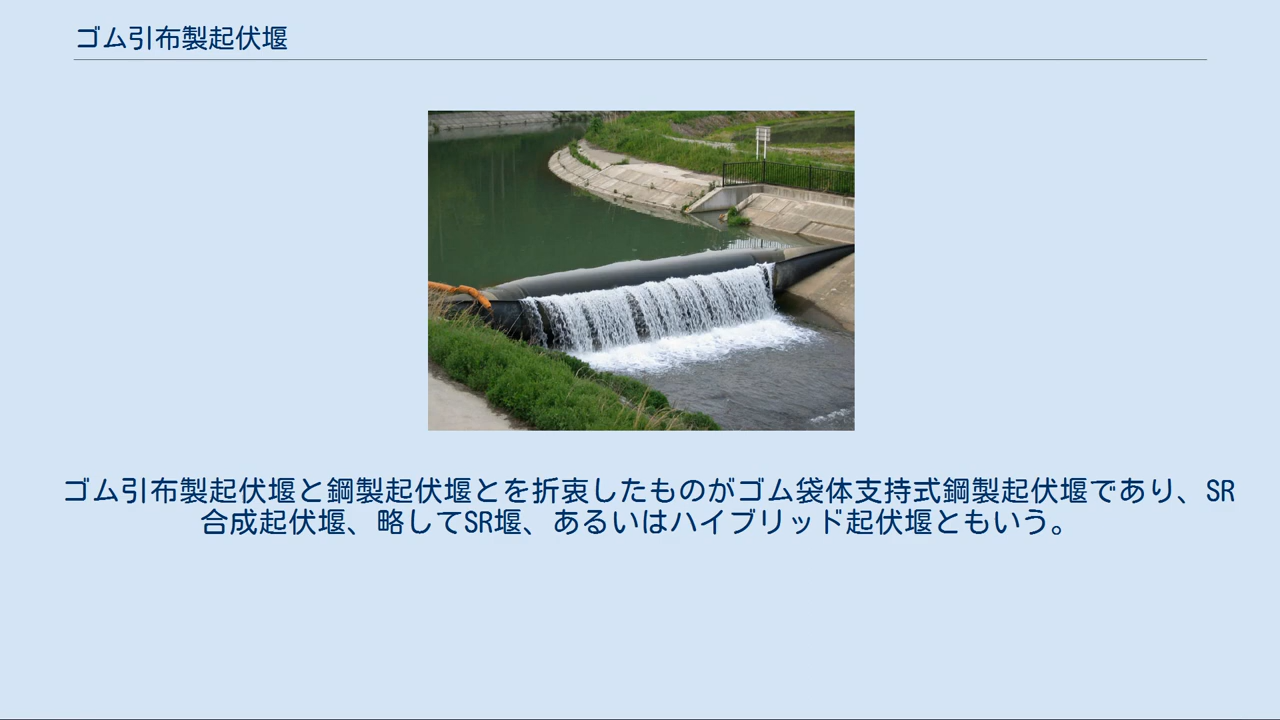 ゴム引布製起伏堰
ゴム引布製起伏堰と鋼製起伏堰とを折衷したものがゴム袋体支持式鋼製起伏堰であり、SR
合成起伏堰、略してSR堰、あるいはハイブリッド起伏堰ともいう。